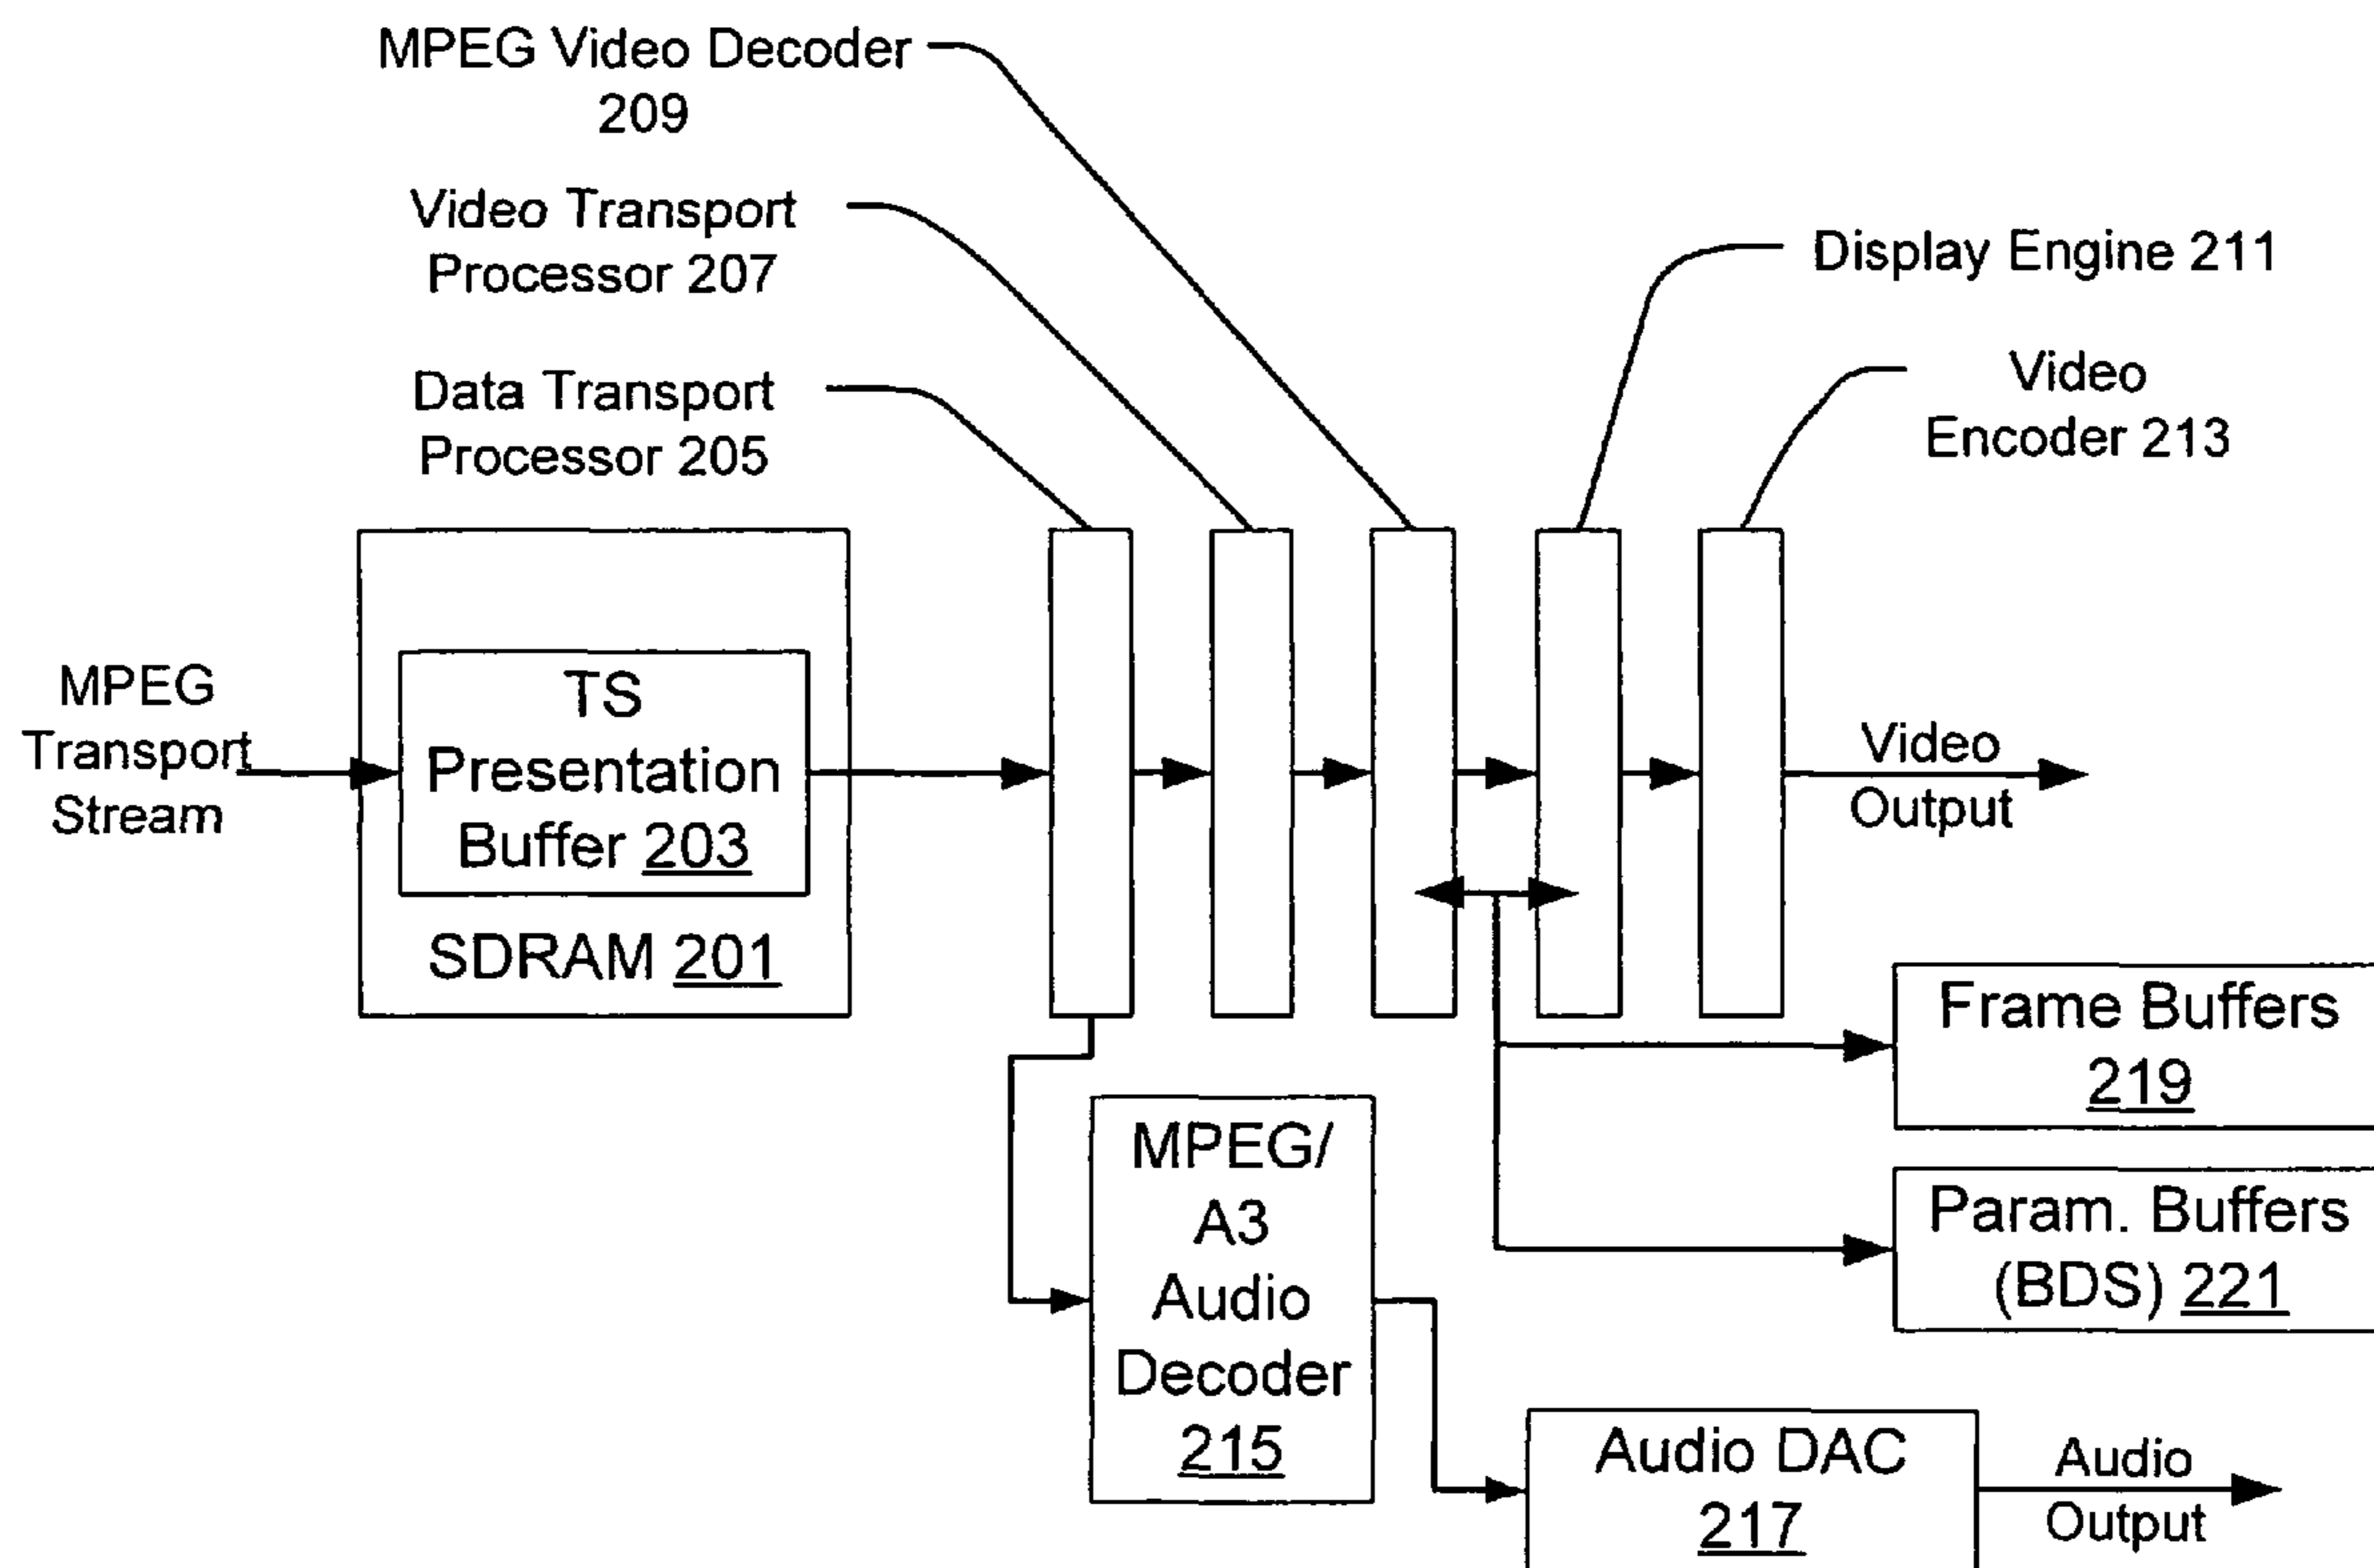 MPEG Video Decoder
209
Video Transport
Processor 207
Data Transport
Processor 205
Display Engine 211
Video
Encoder 213
MPEG
Transport
Stream
TS
Presentation
Buffer 203
SDRAM 201
Video
Output
Frame Buffers
219
Param. Buffers
(BDS) 221
MPEG/
A3
Audio
Decoder
215
Audio DAC
217
Audio
Output